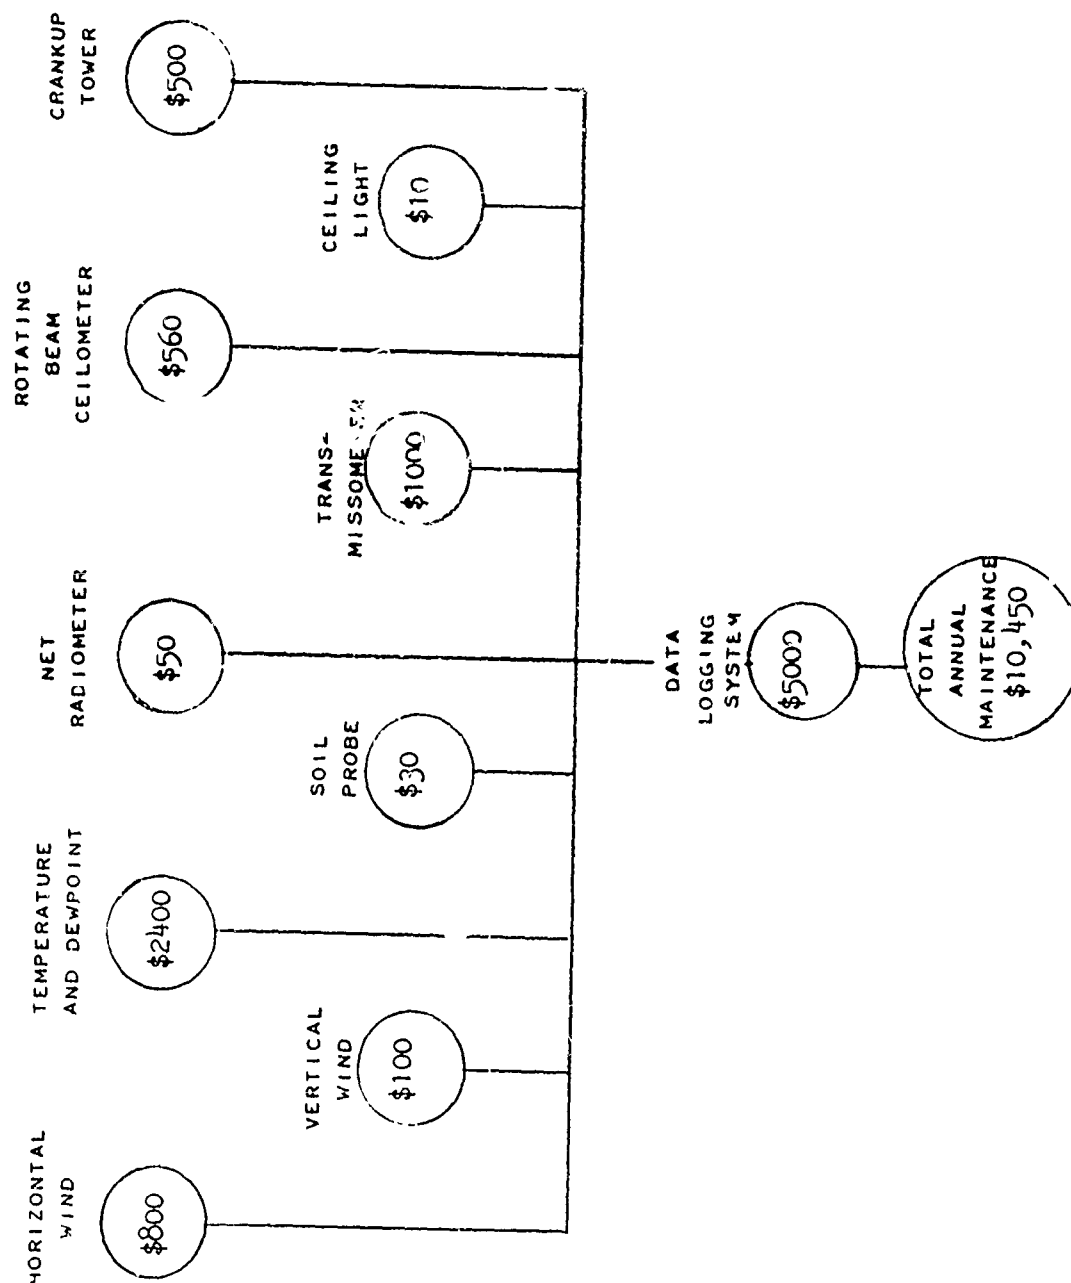 HORIZONTAL
WIND
$800
VERTICAL
WIND
$100
TEMPERATURE
AND DEWPOINT
$2400
SOIL
PROBE
$30
NET
RADIOMETER
$50
TRANS-
MISSOMETER
$1000
ROTATING
BEAM
CEILOMETER
$560
CEILING
LIGHT
$10
CRANKUP
TOWER
$500
DATA
LOGGING
SYSTEM
$5000
TOTAL
ANNUAL
MAINTENANCE
$10,450